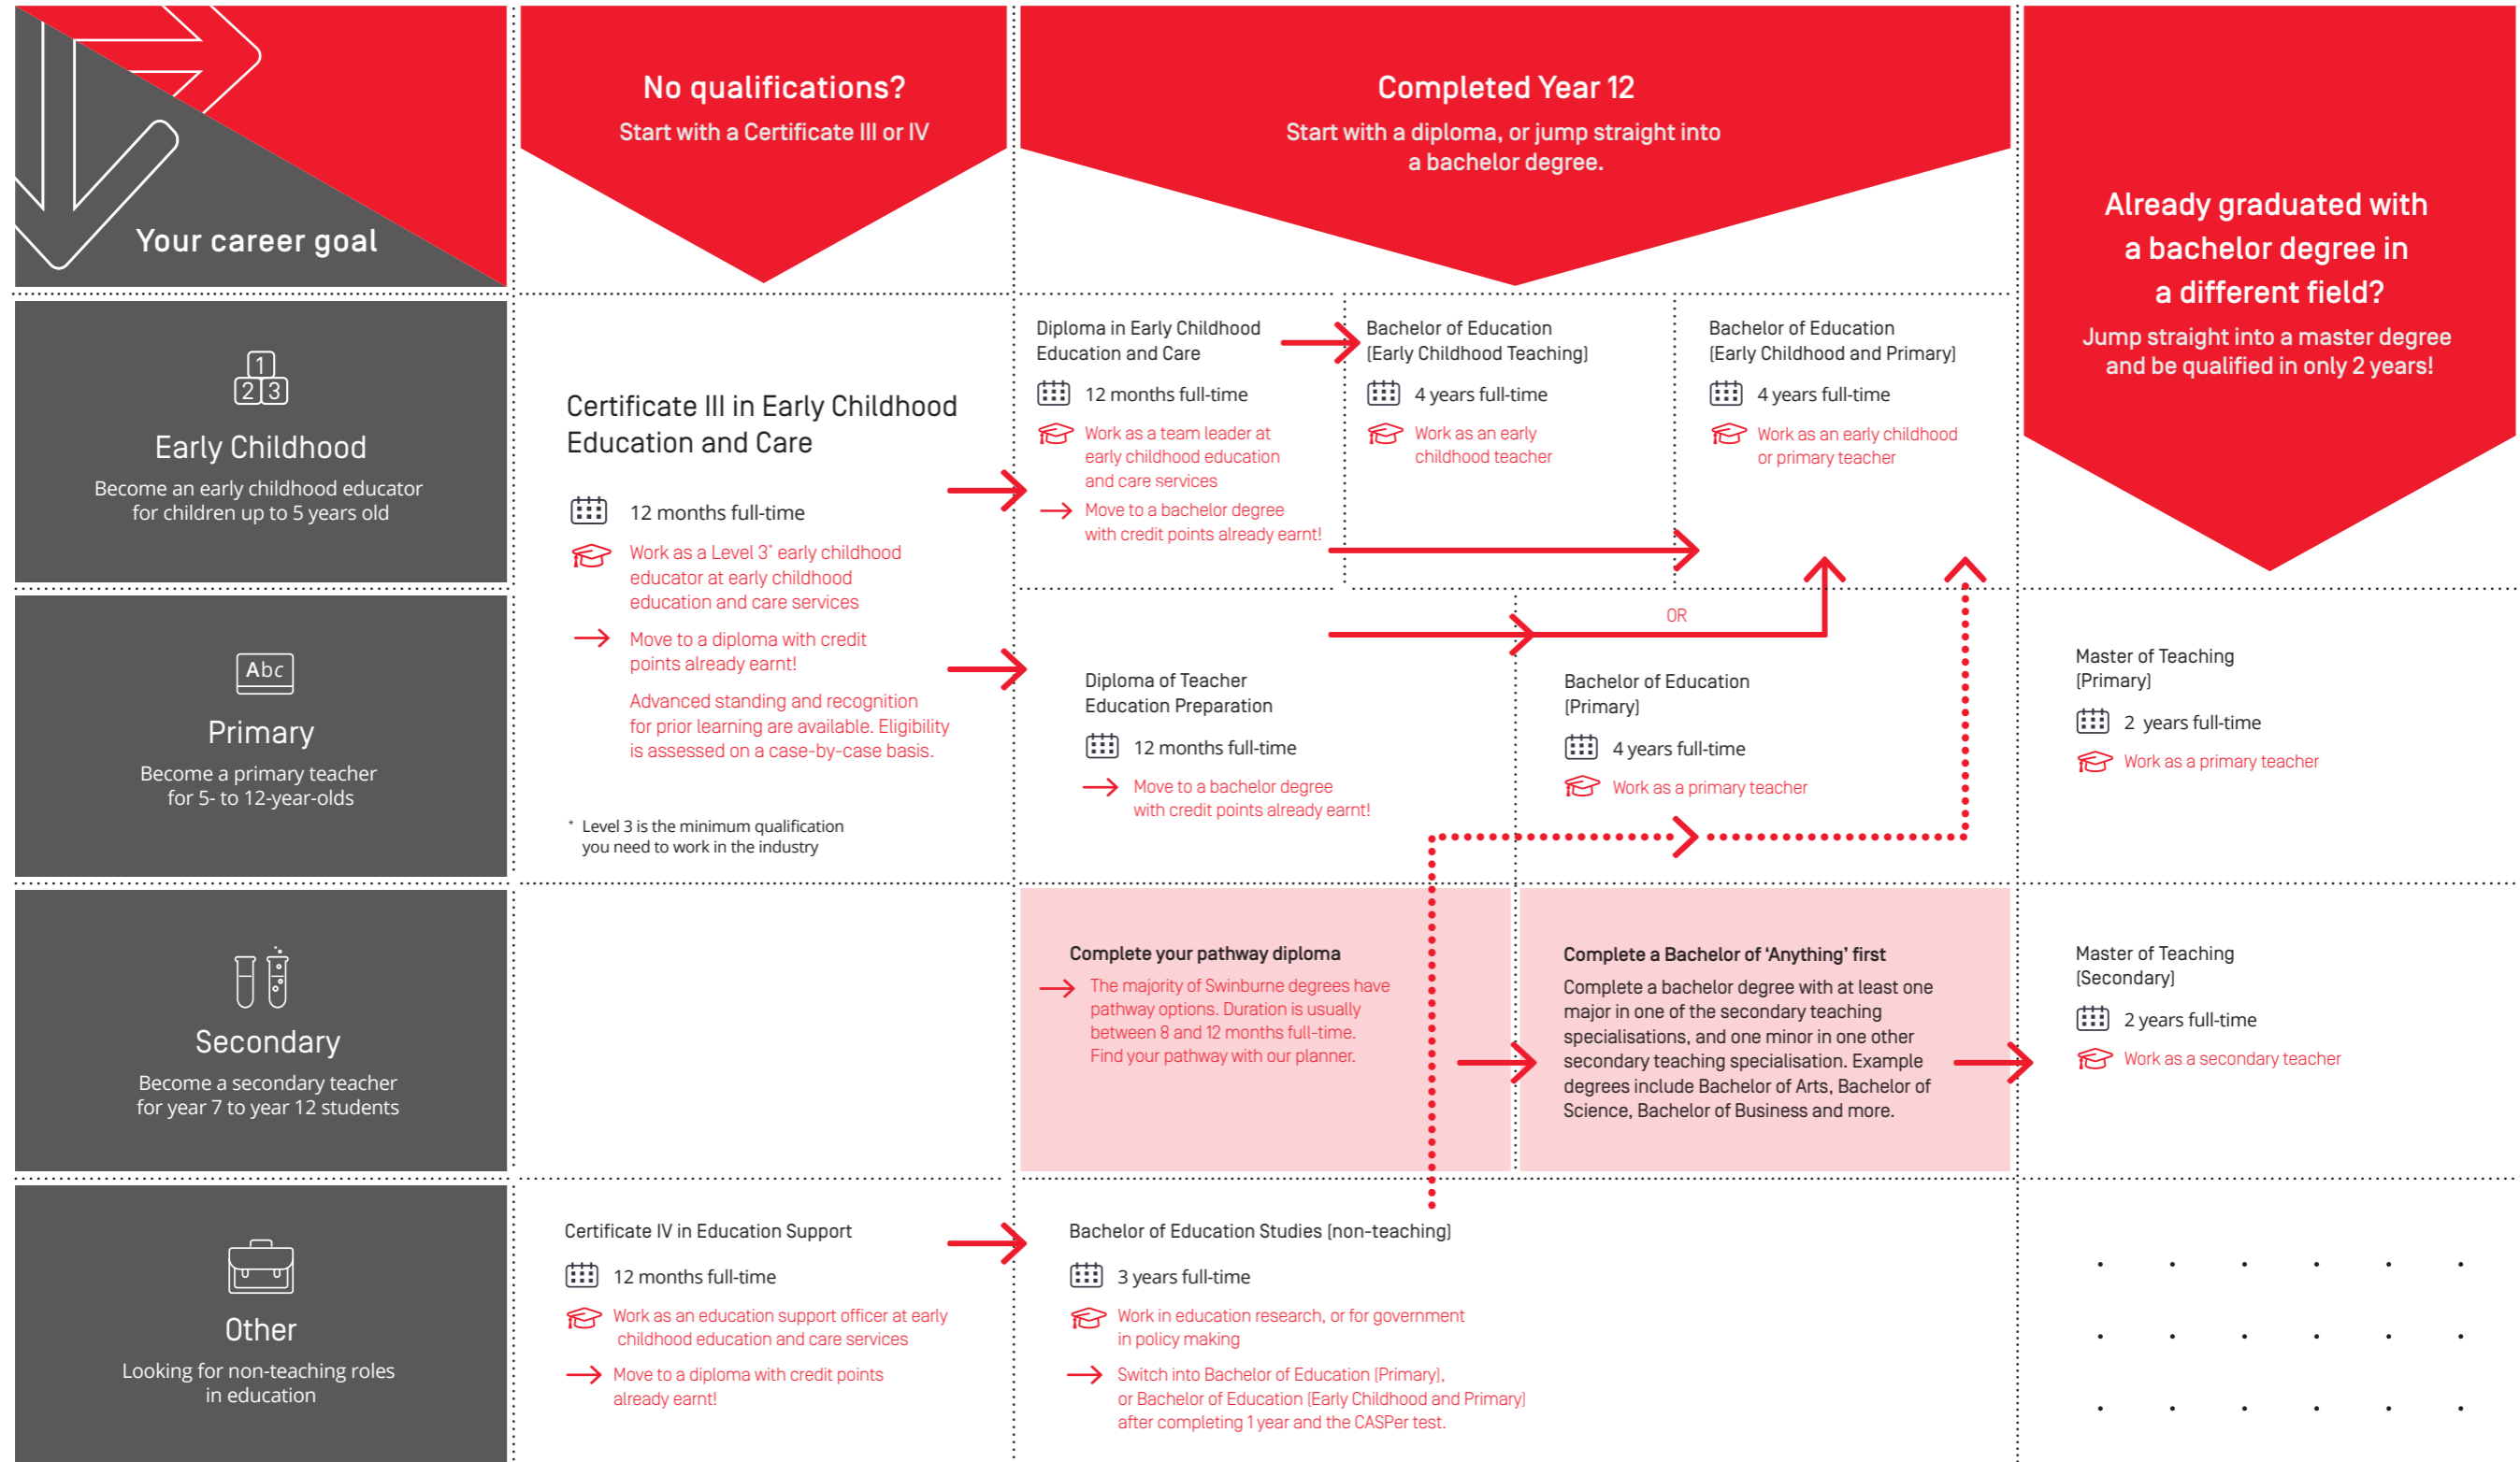 Your career goal
No qualifications?
Start with a Certificate III or IV
Completed Year 12
Start with a diploma, or jump straight into
a bachelor degree.
Already graduated with
a bachelor degree in
a different field?
Jump straight into a master degree
and be qualified in only 2 years!
1
2 3
Early Childhood
Become an early childhood educator
for children up to 5 years old
Certificate III in Early Childhood
Education and Care
12 months full-time
Work as a Level 3* early childhood
educator at early childhood
education and care services
Move to a diploma with credit
points already earnt!
Advanced standing and recognition
for prior learning are available. Eligibility
is assessed on a case-by-case basis.
* Level 3 is the minimum qualification
you need to work in the industry
Diploma in Early Childhood
Education and Care
12 months full-time
Work as a team leader at
early childhood education
and care services
Move to a bachelor degree
with credit points already earnt!
Bachelor of Education
(Early Childhood Teaching)
4 years full-time
Work as an early
childhood teacher
Bachelor of Education
(Early Childhood and Primary)
4 years full-time
Work as an early childhood
or primary teacher
Abc
Primary
Become a primary teacher
for 5- to 12-year-olds
Diploma of Teacher
Education Preparation
12 months full-time
Move to a bachelor degree
with credit points already earnt!
OR
Bachelor of Education
(Primary)
4 years full-time
Work as a primary teacher
Master of Teaching
(Primary)
2 years full-time
Work as a primary teacher
Secondary
Become a secondary teacher
for year 7 to year 12 students
Complete your pathway diploma
The majority of Swinburne degrees have
pathway options. Duration is usually
between 8 and 12 months full-time.
Find your pathway with our planner.
Complete a Bachelor of ‘Anything’ first
Complete a bachelor degree with at least one
major in one of the secondary teaching
specialisations, and one minor in one other
secondary teaching specialisation. Example
degrees include Bachelor of Arts, Bachelor of
Science, Bachelor of Business and more.
Master of Teaching
(Secondary)
2 years full-time
Work as a secondary teacher
Other
Looking for non-teaching roles
in education
Certificate IV in Education Support
12 months full-time
Work as an education support officer at early
childhood education and care services
Move to a diploma with credit points
already earnt!
Bachelor of Education Studies (non-teaching)
3 years full-time
Work in education research, or for government
in policy making
Switch into Bachelor of Education (Primary),
or Bachelor of Education (Early Childhood and Primary)
after completing 1 year and the CASPer test.